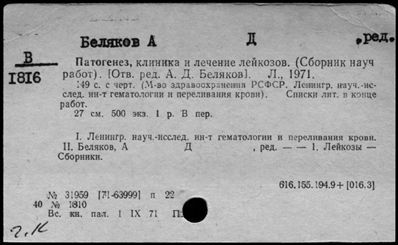 Беляков А Д , ред.
В
1816
Патогенез, клиника и лечение лейкозов. (Сборник науч
работ). [Отв. ред. А. Д. Беляков]. Л., 1971.
149 с. с черт. (М-во здравоохранения РСФСР. Ленингр. науч.-ис-
след. ин-т гематологии и переливания крови). Списки лит. в конце
работ.
27 см. 500 экз. 1 р. В пер.
I. Ленингр. науч.-исслед. ин-т гематологии и переливания крови.
II. Беляков, А Д , ред. — — 1. Лейкозы —
Сборники.
616.155.194.9+[016.3]
№ 31959 [71-63999] п 22
40 № 1810
Вс. кн. пал. 1 IX 71
г.к